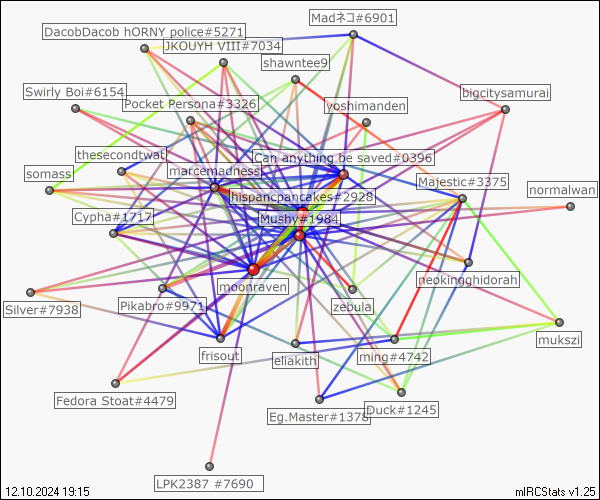 Madネコ#6901
DacobDacob hORNY police#5271
JKOUYH VIII#7034
shawntee9
Swirly Boi#6154
Pocket Persona#3326
yoshimanden
bigcitysamurai
thesecondtwat
Can anything be saved#0396
somass
marcemadness
Majestic#3375
normalwan
hispancpancakes#2928
Cypha#1717
Mushy#1984
neokingghidorah
moonraven
Silver#7938
Pikabro#9971
zebula
mukszi
frisout
eliakith
ming#4742
Fedora Stoat#4479
Eg.Master#1378
Duck#1245
LPK2387 #7690
12.10.2024 19:15
mIRCStats v1.25